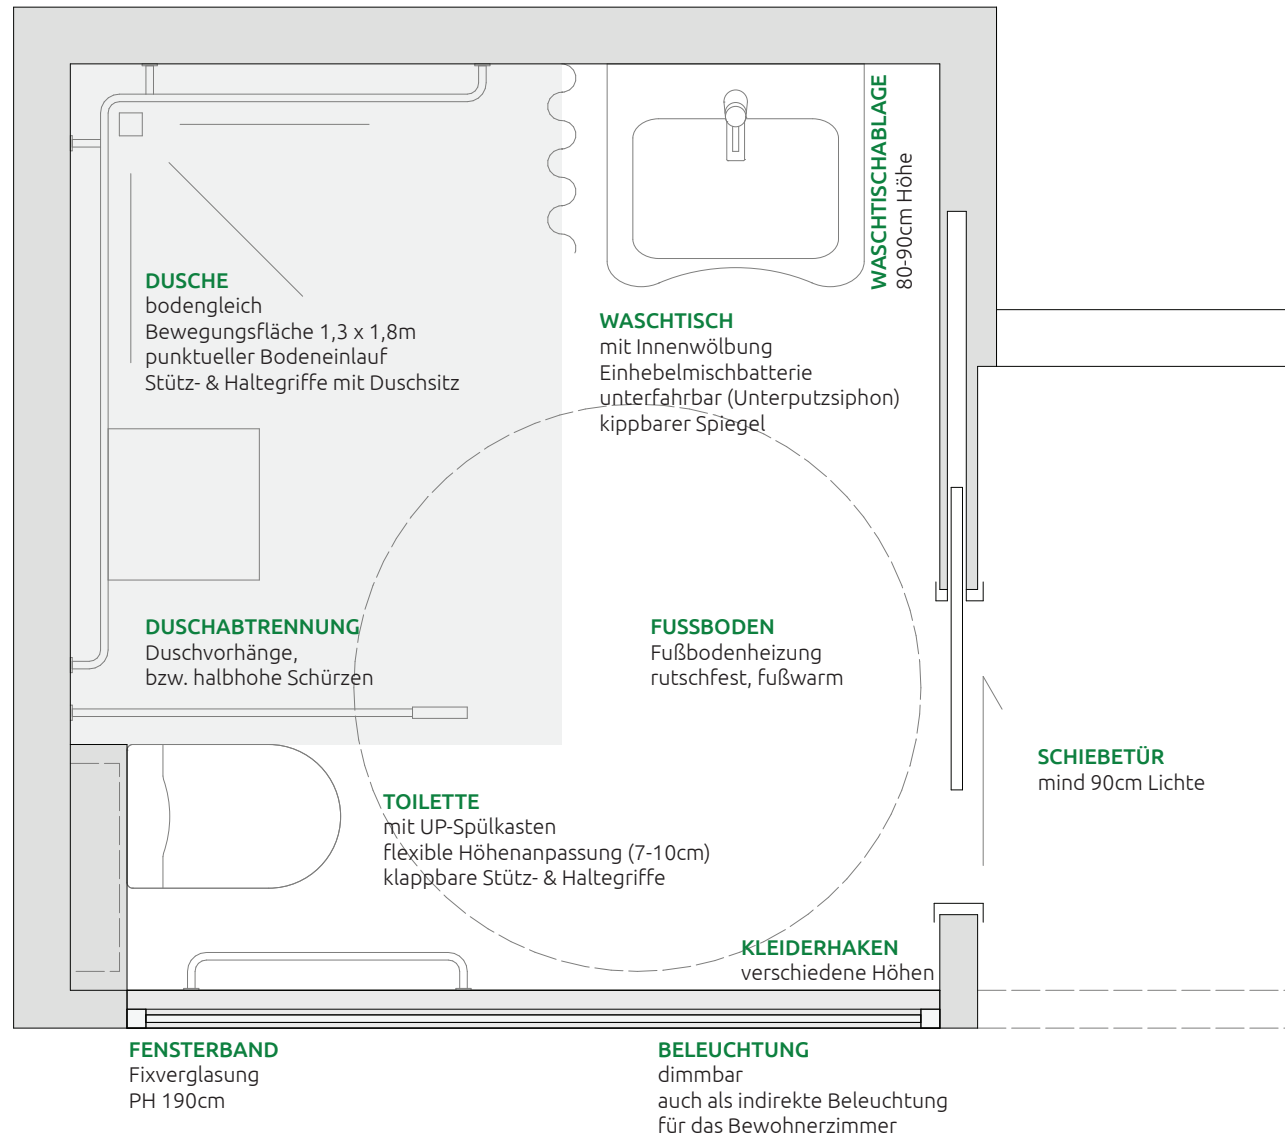 WASCHTISCHABLAGE
80-90cm Höhe
DUSCHE
bodengleich
Bewegungsfläche 1,3 x 1,8m
punktueller Bodeneinlauf
Stütz- & Haltegriffe mit Duschsitz
WASCHTISCH
mit Innenwölbung
Einhebelmischbatterie
unterfahrbar (Unterputzsiphon)
kippbarer Spiegel
DUSCHABTRENNUNG
Duschvorhänge,
bzw. halbhohe Schürzen
FUSSBODEN
Fußbodenheizung
rutschfest, fußwarm
SCHIEBETÜR
mind 90cm Lichte
TOILETTE
mit UP-Spülkasten
flexible Höhenanpassung (7-10cm)
klappbare Stütz- & Haltegriffe
KLEIDERHAKEN
verschiedene Höhen
FENSTERBAND
Fixverglasung
PH 190cm
BELEUCHTUNG
dimmbar
auch als indirekte Beleuchtung
für das Bewohnerzimmer